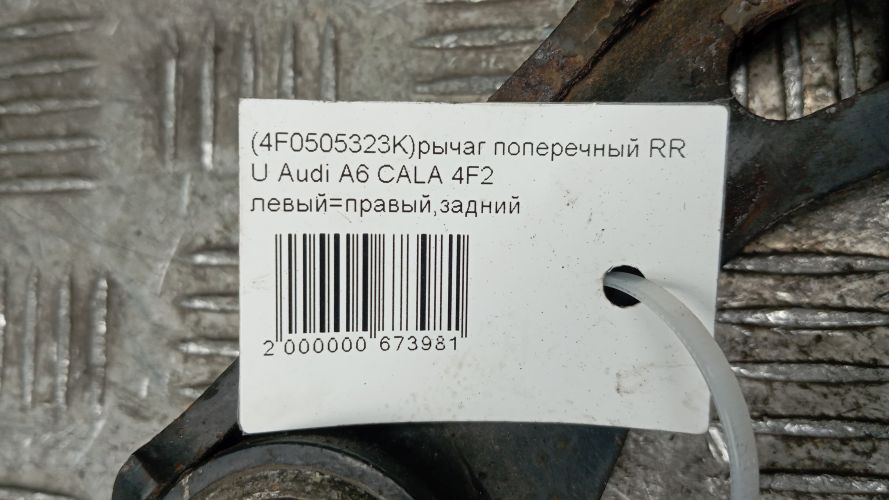 (4F0505323K)рычаг поперечный RR
U Audi A6 CALA 4F2
левый=правый,задний
2 000000 673981